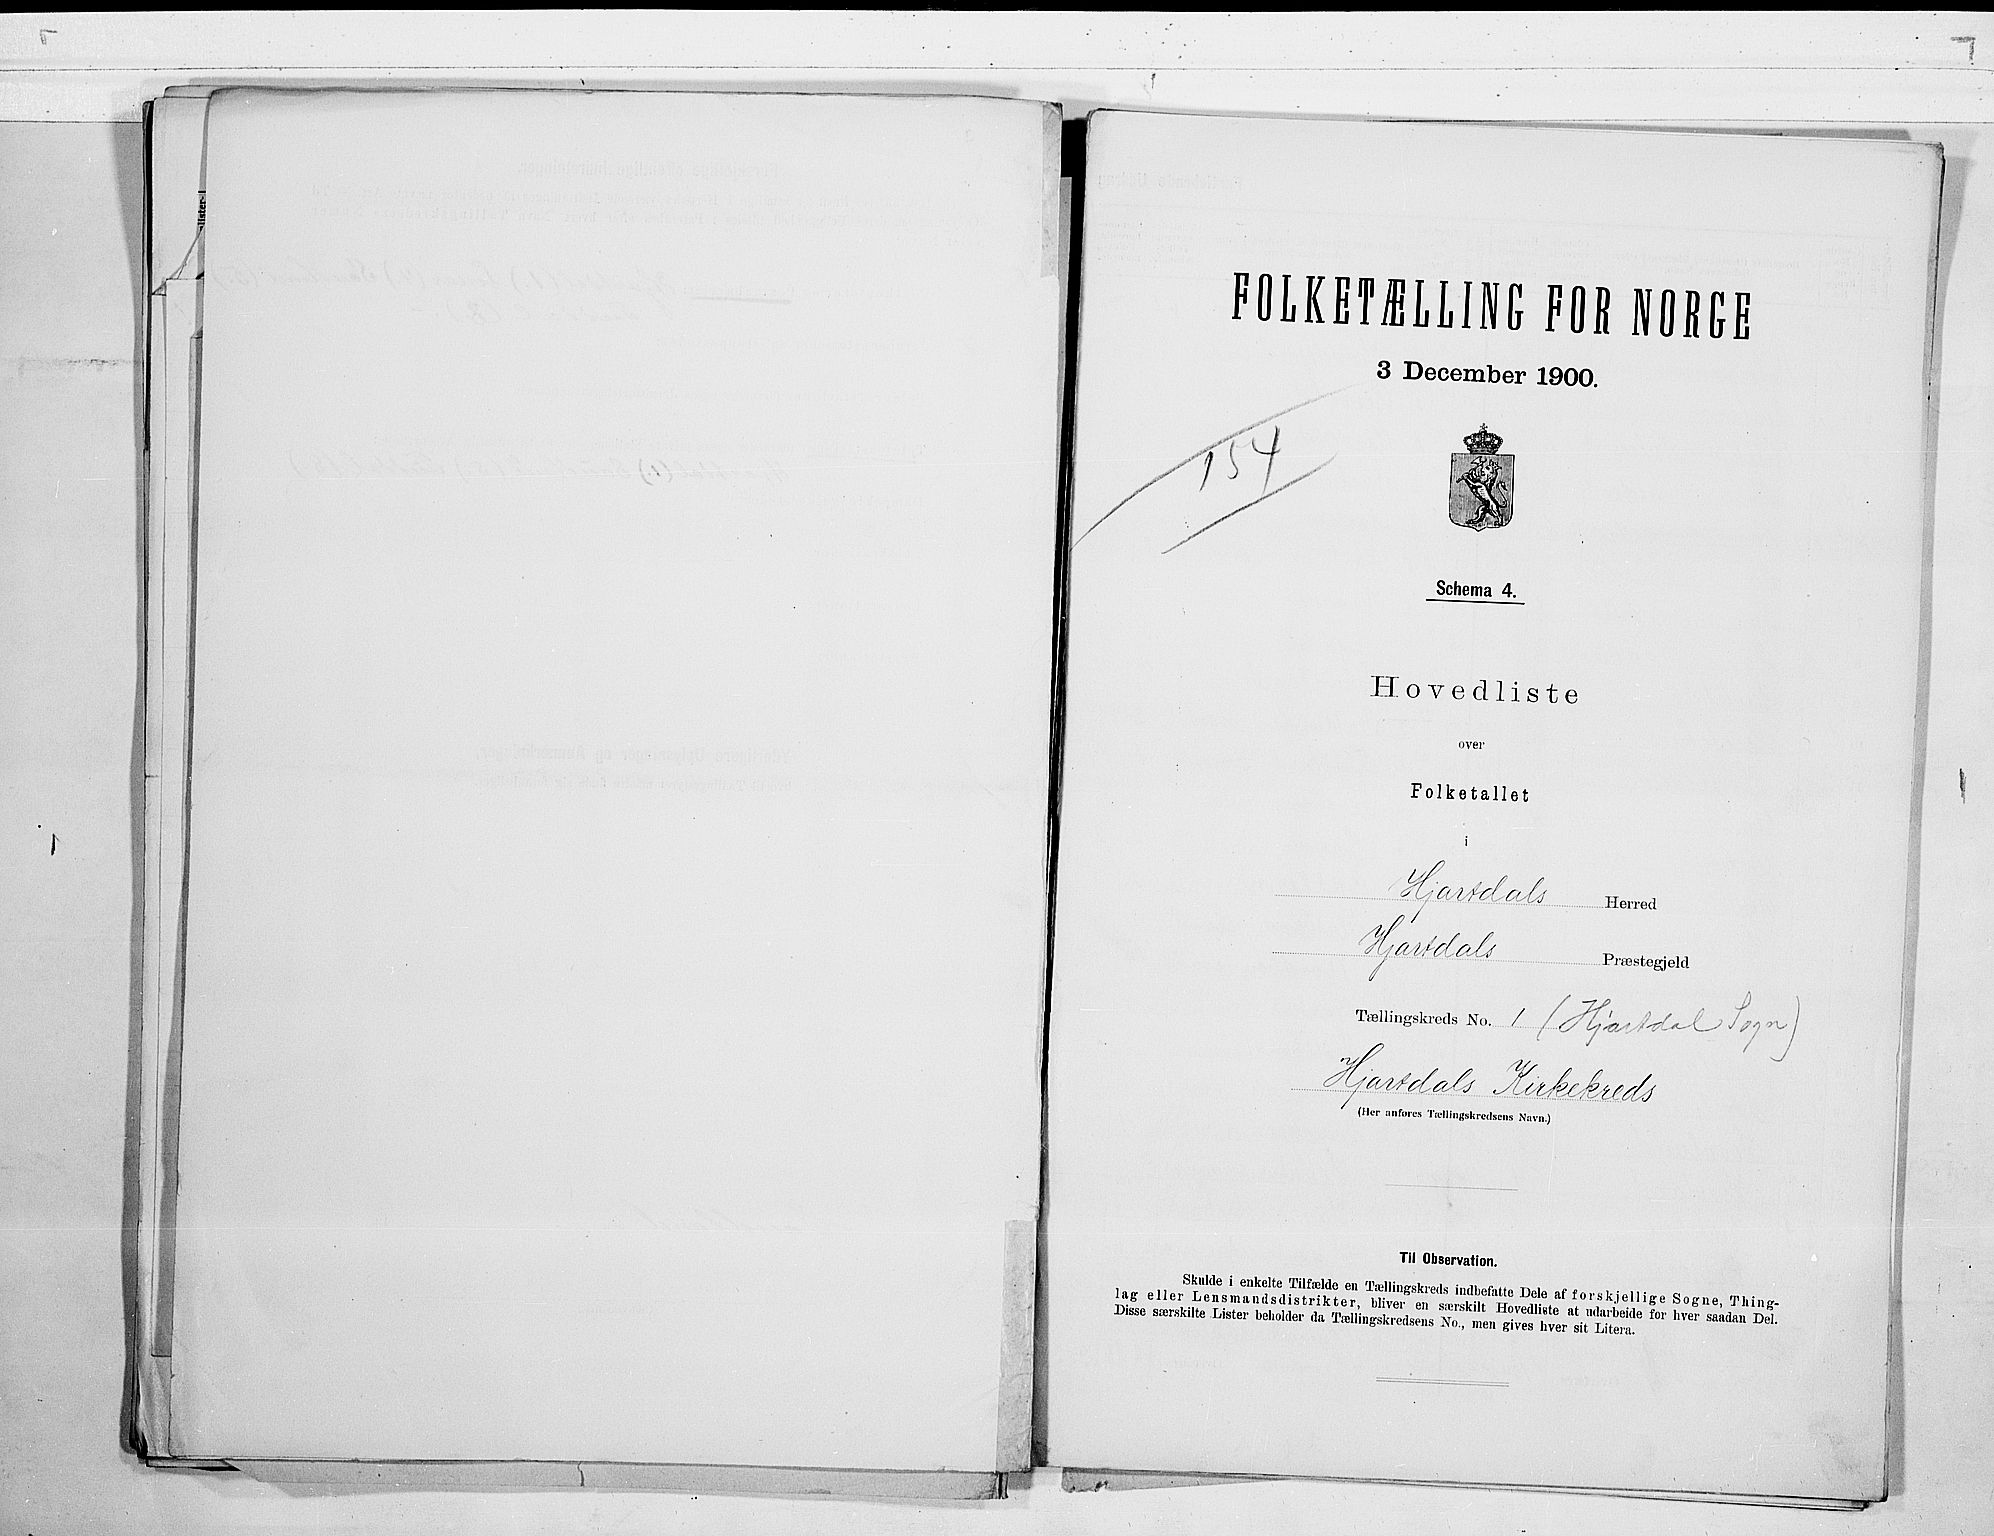 FOLKETÆLLING FOR NORGE
3 December 1900.
154
Schema 4.
Hovedliste
over
Folketallet
i
Hjartdals Herred
Hjartdals Præstegjeld
Tællingskreds No. 1 (Hjartdal Sogn)
Hjartdals Kirkekreds
(Her anføres Tællingskredsens Navn.)
Til Observation.
Skulde i enkelte Tilfælde en Tællingskreds indbefatte Dele af forskjellige Sogne, Thing-
lag eller Lensmandsdistrikter, bliver en særskilt Hovedliste at udarbeide for hver saadan Del.
Disse særskilte Lister beholder da Tællingskredsens No., men gives hver sit Litera.